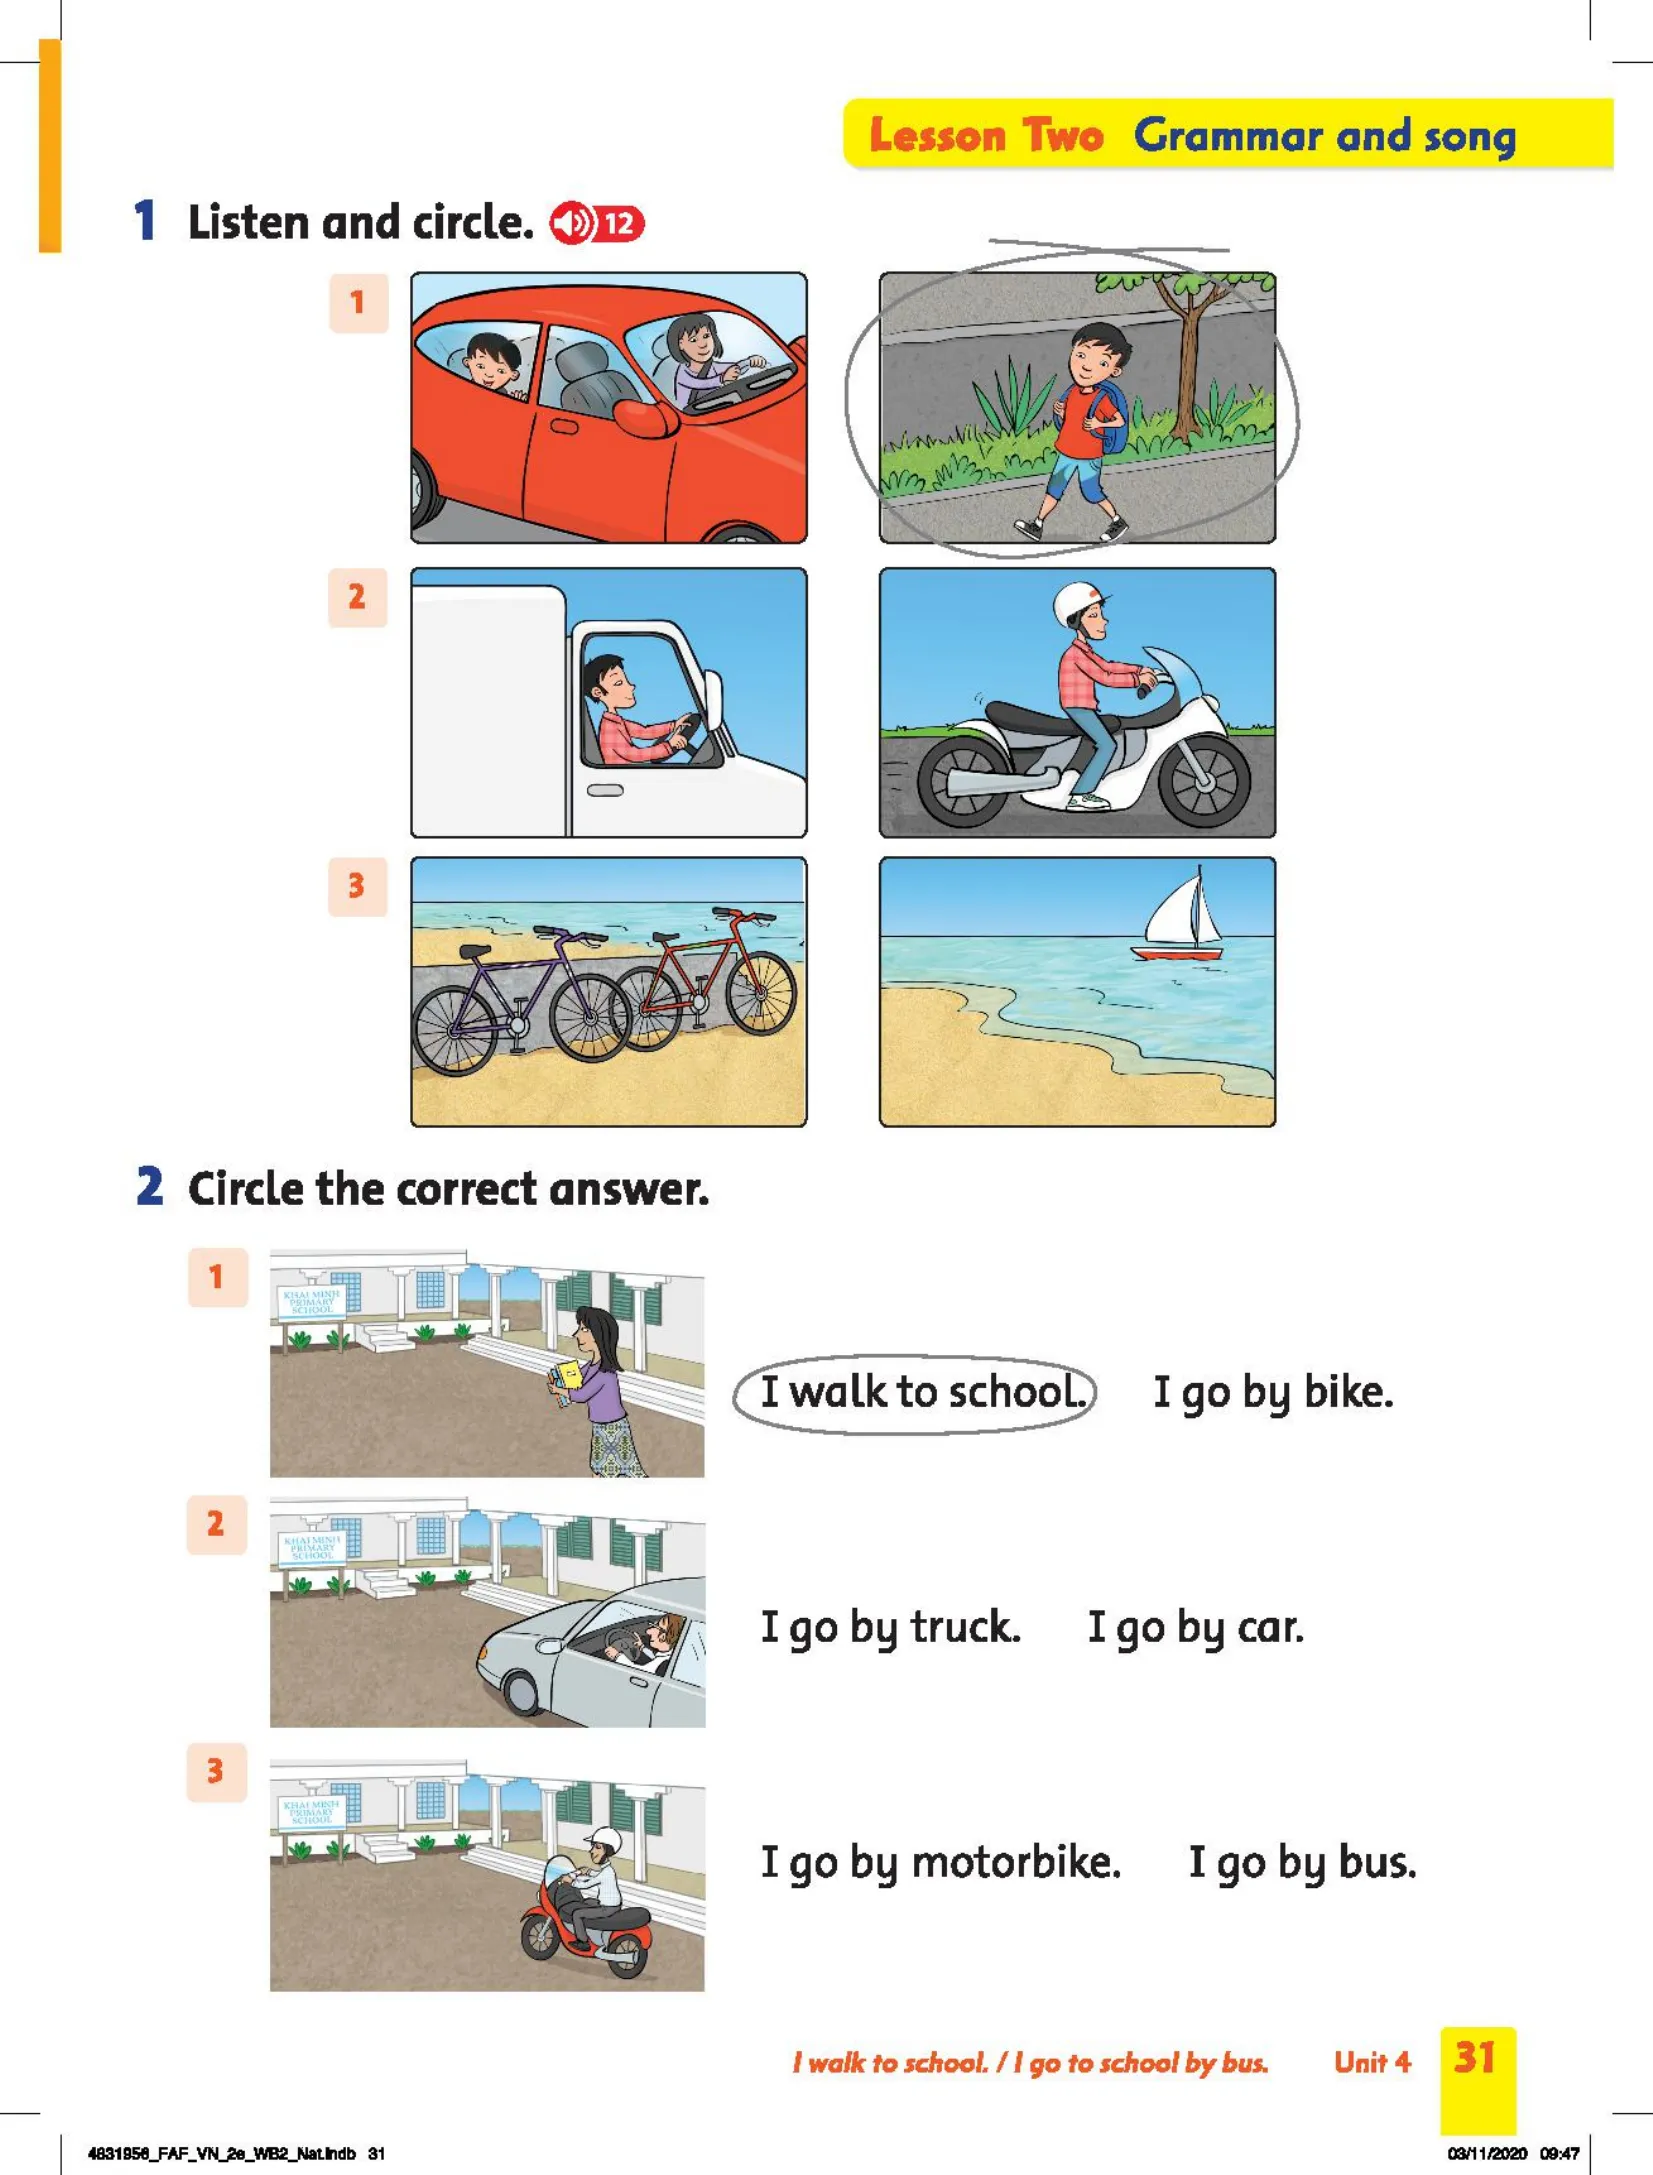 Lesson Two Grammar and song
1 Listen and circle. 12
1
2
3
2 Circle the correct answer.
1
KHAI MINH
PRIMARY
SCHOOL
I walk to school. I go by bike.
2
KHAI MINH
PRIMARY
SCHOOL
I go by truck. I go by car.
3
KHAI MINH
PRIMARY
SCHOOL
I go by motorbike. I go by bus.
I walk to school. / I go to school by bus. Unit 4 31
4831956_FAF_VN_2e_WB2_Nat.indb 31 03/11/2020 09:47